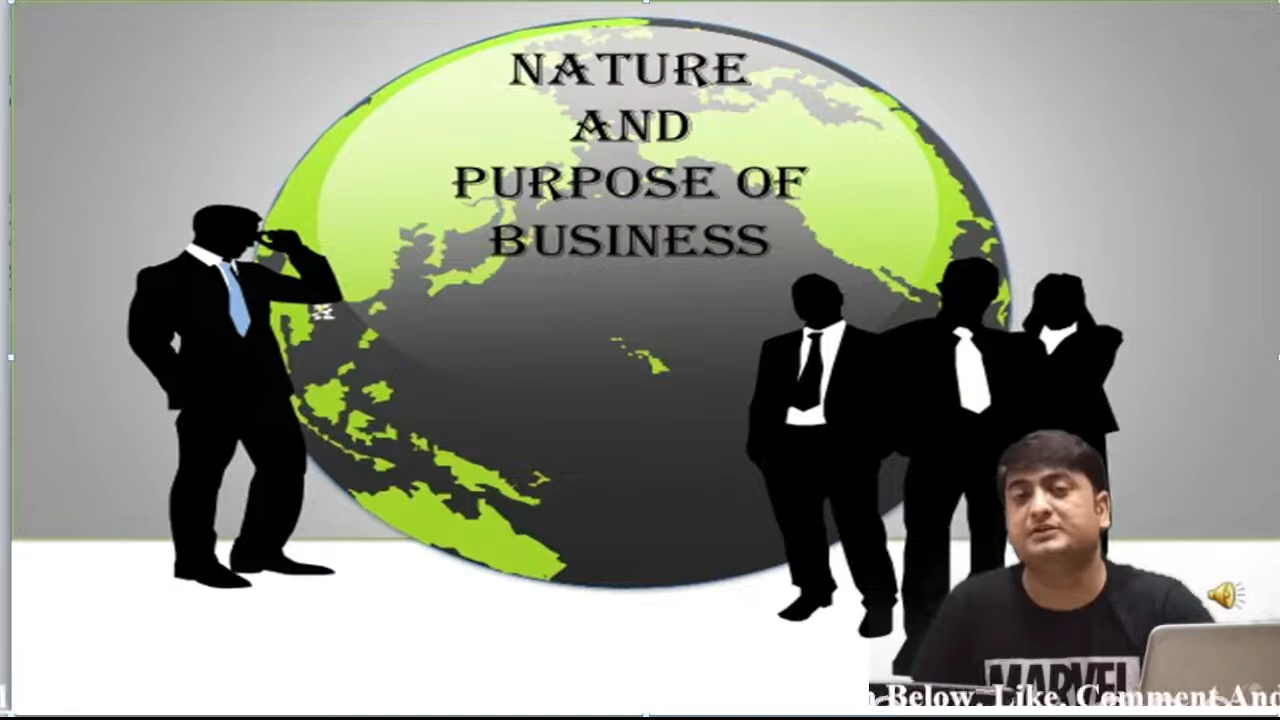 NATURE
AND
PURPOSE OF
BUSINESS
MARVEL
Below. Like. Comment And